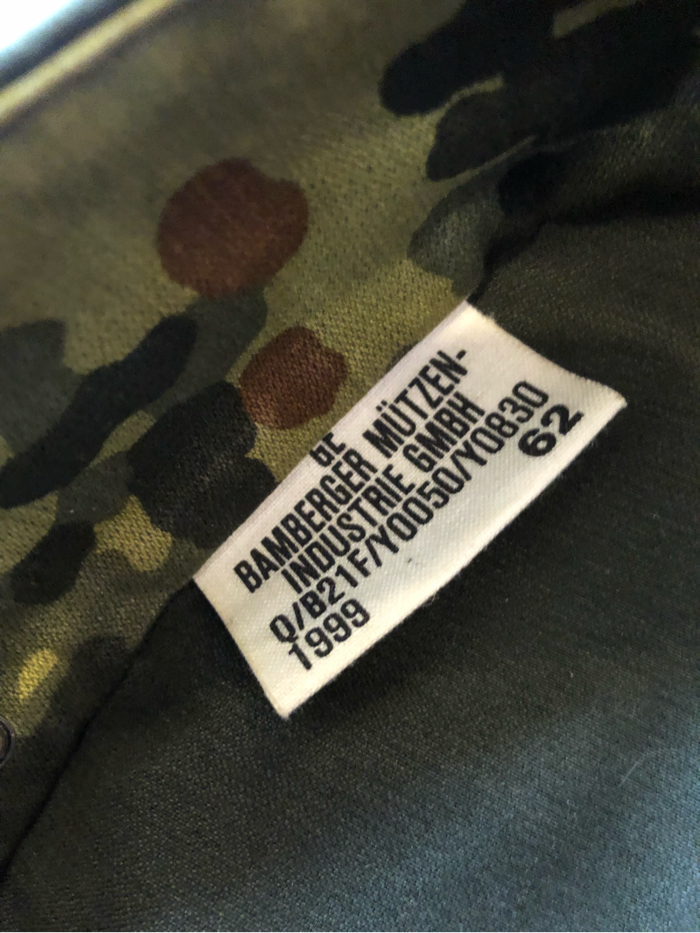 BAMBERGER MÜTZEN-
INDUSTRIE GMBH
Q/B21F/Y0050/Y0830
1999 62